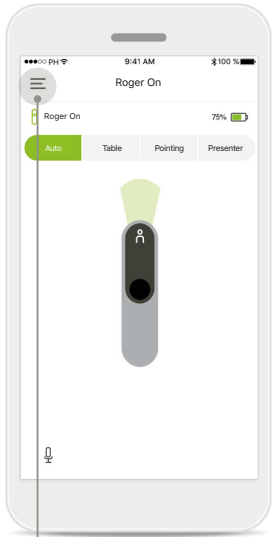 PH 9:41 AM 100 %
Roger On
Roger On 75%
Auto Table Pointing Presenter